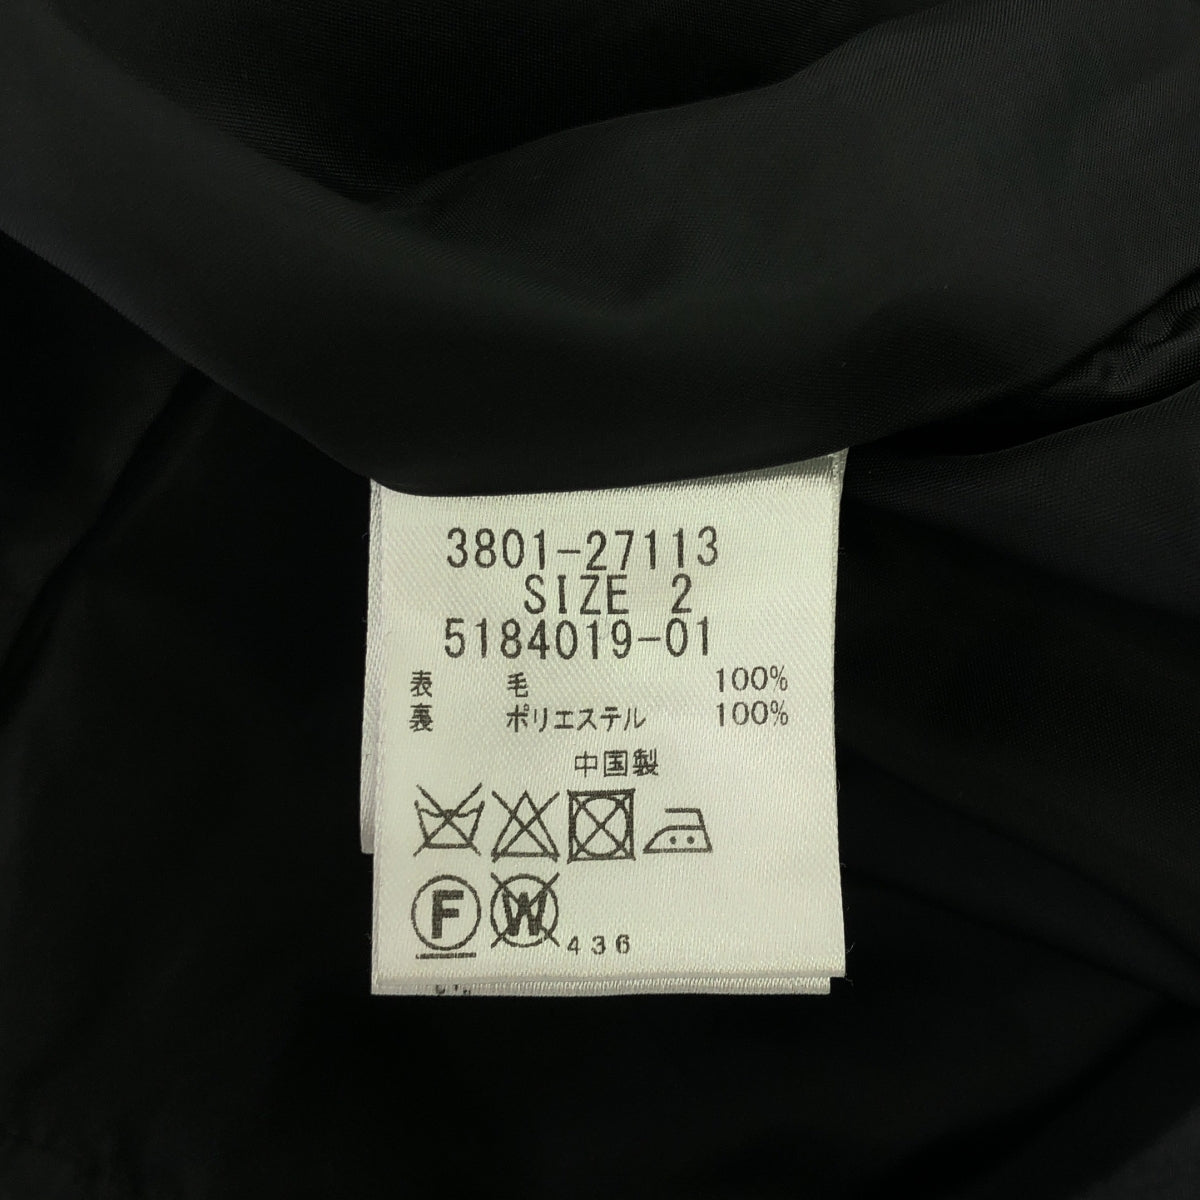 3801-27113
SIZE 2
5184019-01
表 毛 100%
裏 ポリエステル 100%
中国製
F W 436